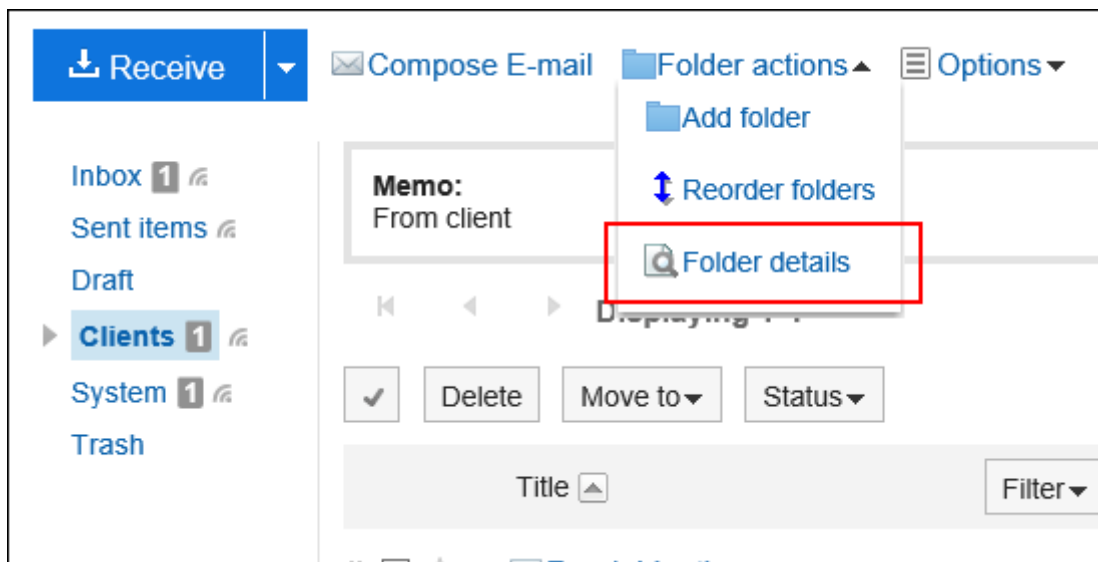 Receive
Compose E-mail
Folder actions
Options
Add folder
Reorder folders
Folder details
Inbox 1
Sent items
Draft
Clients 1
System 1
Trash
Memo:
From client
Displaying
Delete
Move to
Status
Title
Filter